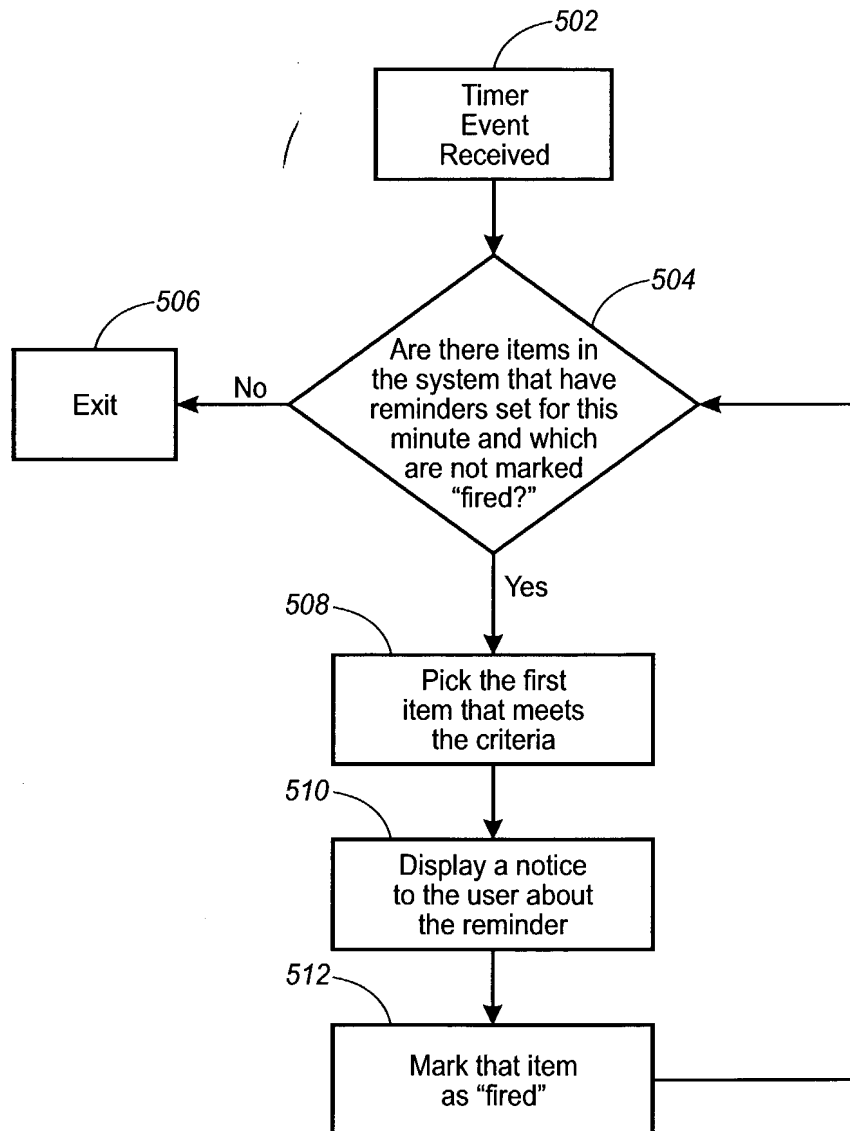 502
Timer
Event
Received
504
506
Are there items in
the system that have
reminders set for this
minute and which
are not marked
“fired?”
No
Exit
Yes
508
Pick the first
item that meets
the criteria
510
Display a notice
to the user about
the reminder
512
Mark that item
as “fired”